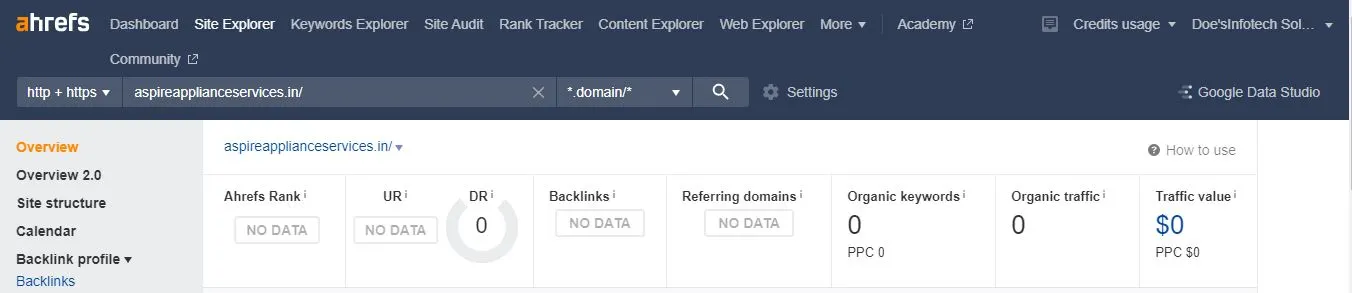 ahrefs Dashboard Site Explorer Keywords Explorer Site Audit Rank Tracker Content Explorer Web Explorer More Academy Credits usage Doe'sInfotech Sol...
Community
http + https aspireapplianceservices.in/ *.domain/* Settings Google Data Studio
Overview
Overview 2.0
Site structure
Calendar
Backlink profile
Backlinks
aspireapplianceservices.in/
How to use
Ahrefs Rank i
NO DATA
UR i
NO DATA
DR i
0
Backlinks i
NO DATA
Referring domains i
NO DATA
Organic keywords i
0
PPC 0
Organic traffic i
0
Traffic value i
$0
PPC $0